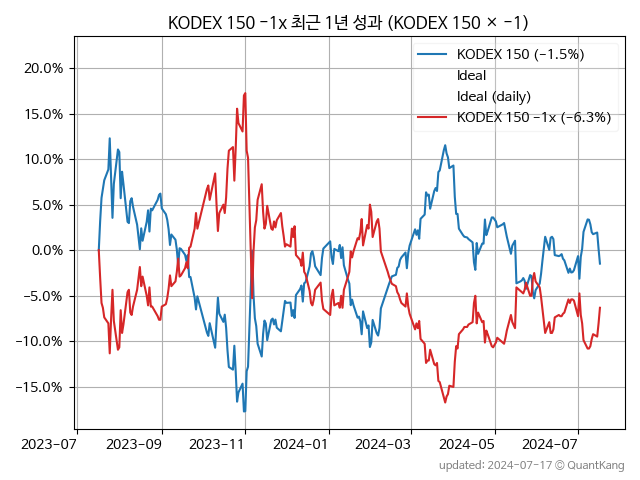 KODEX 150 -1x 최근 1년 성과 (KODEX 150 × -1)
KODEX 150 (-1.5%)
Ideal
Ideal (daily)
KODEX 150 -1x (-6.3%)
20.0%
15.0%
10.0%
5.0%
0.0%
-5.0%
-10.0%
-15.0%
2023-07 2023-09 2023-11 2024-01 2024-03 2024-05 2024-07
updated: 2024-07-17 © QuantKang